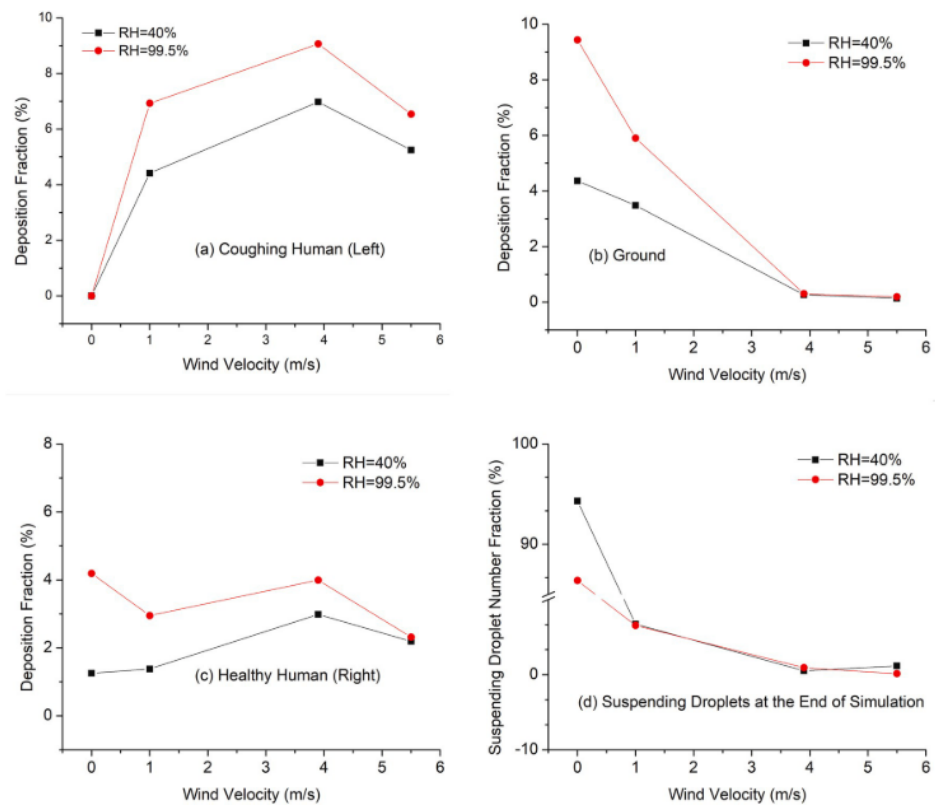 10
8
6
4
2
0
Deposition Fraction (%)
RH=40%
RH=99.5%
(a) Coughing Human (Left)
0 1 2 3 4 5 6
Wind Velocity (m/s)
10
8
6
4
2
0
Deposition Fraction (%)
RH=40%
RH=99.5%
(b) Ground
0 1 2 3 4 5 6
Wind Velocity (m/s)
8
6
4
2
0
Deposition Fraction (%)
RH=40%
RH=99.5%
(c) Healthy Human (Right)
0 1 2 3 4 5 6
Wind Velocity (m/s)
100
90
0
-10
Suspending Droplet Number Fraction (%)
RH=40%
RH=99.5%
(d) Suspending Droplets at the End of Simulation
0 1 2 3 4 5 6
Wind Velocity (m/s)